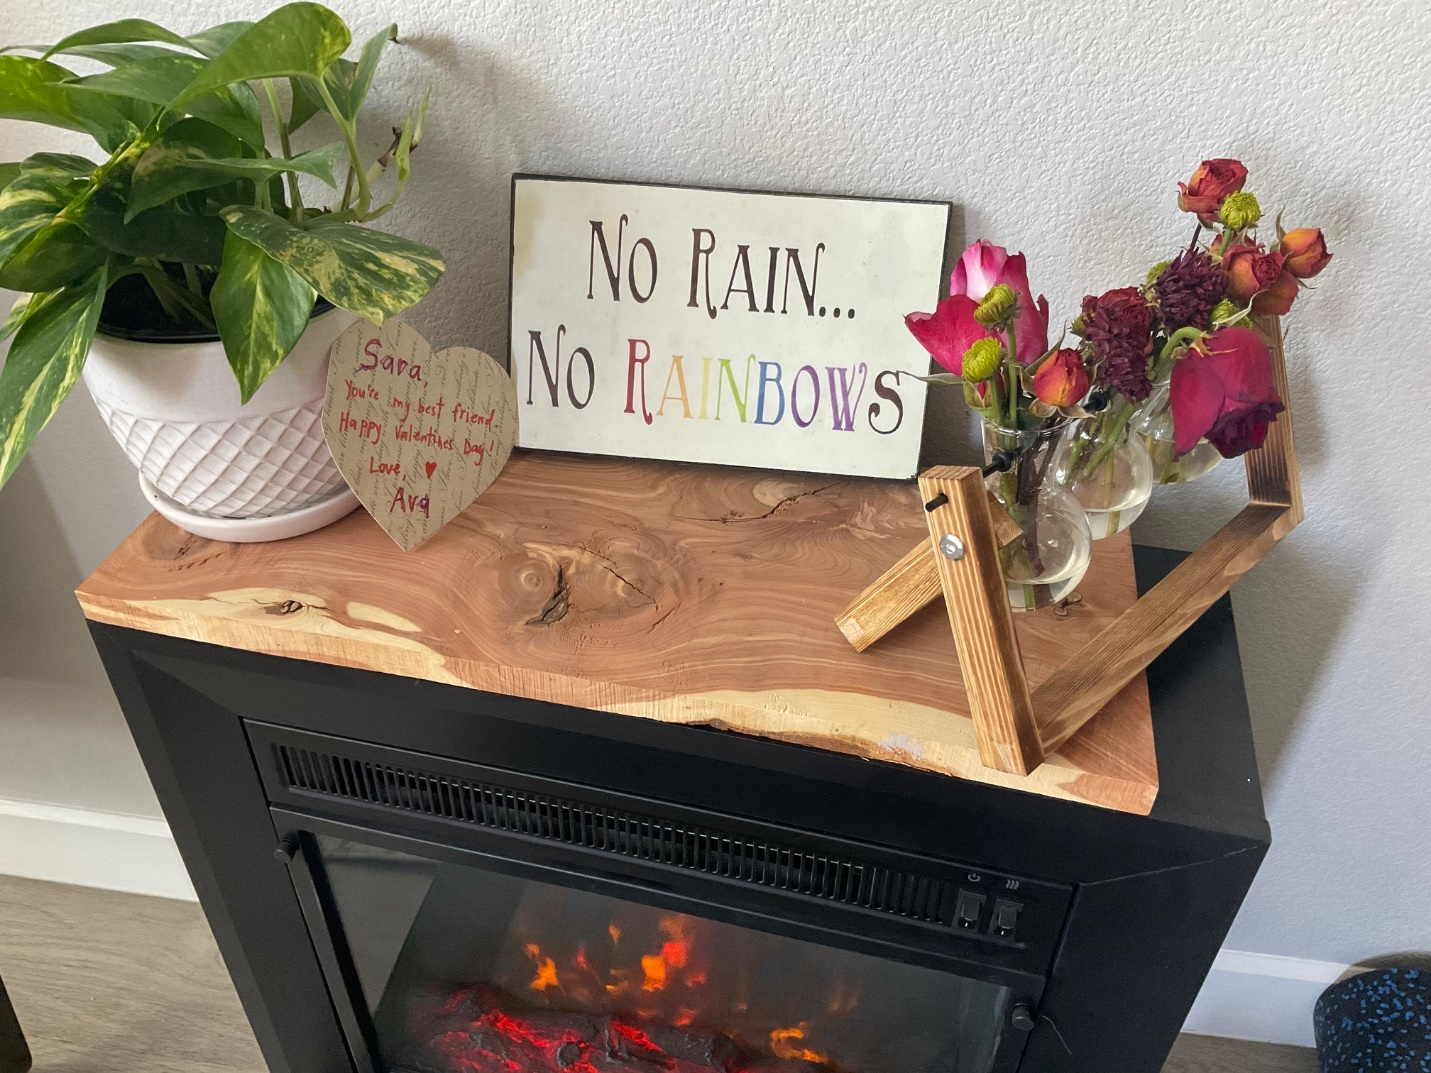 NO RAIN...
NO RAINBOWS
Sara,
You're my best friend.
Happy Valentines Day!
Love, ♥
Ava